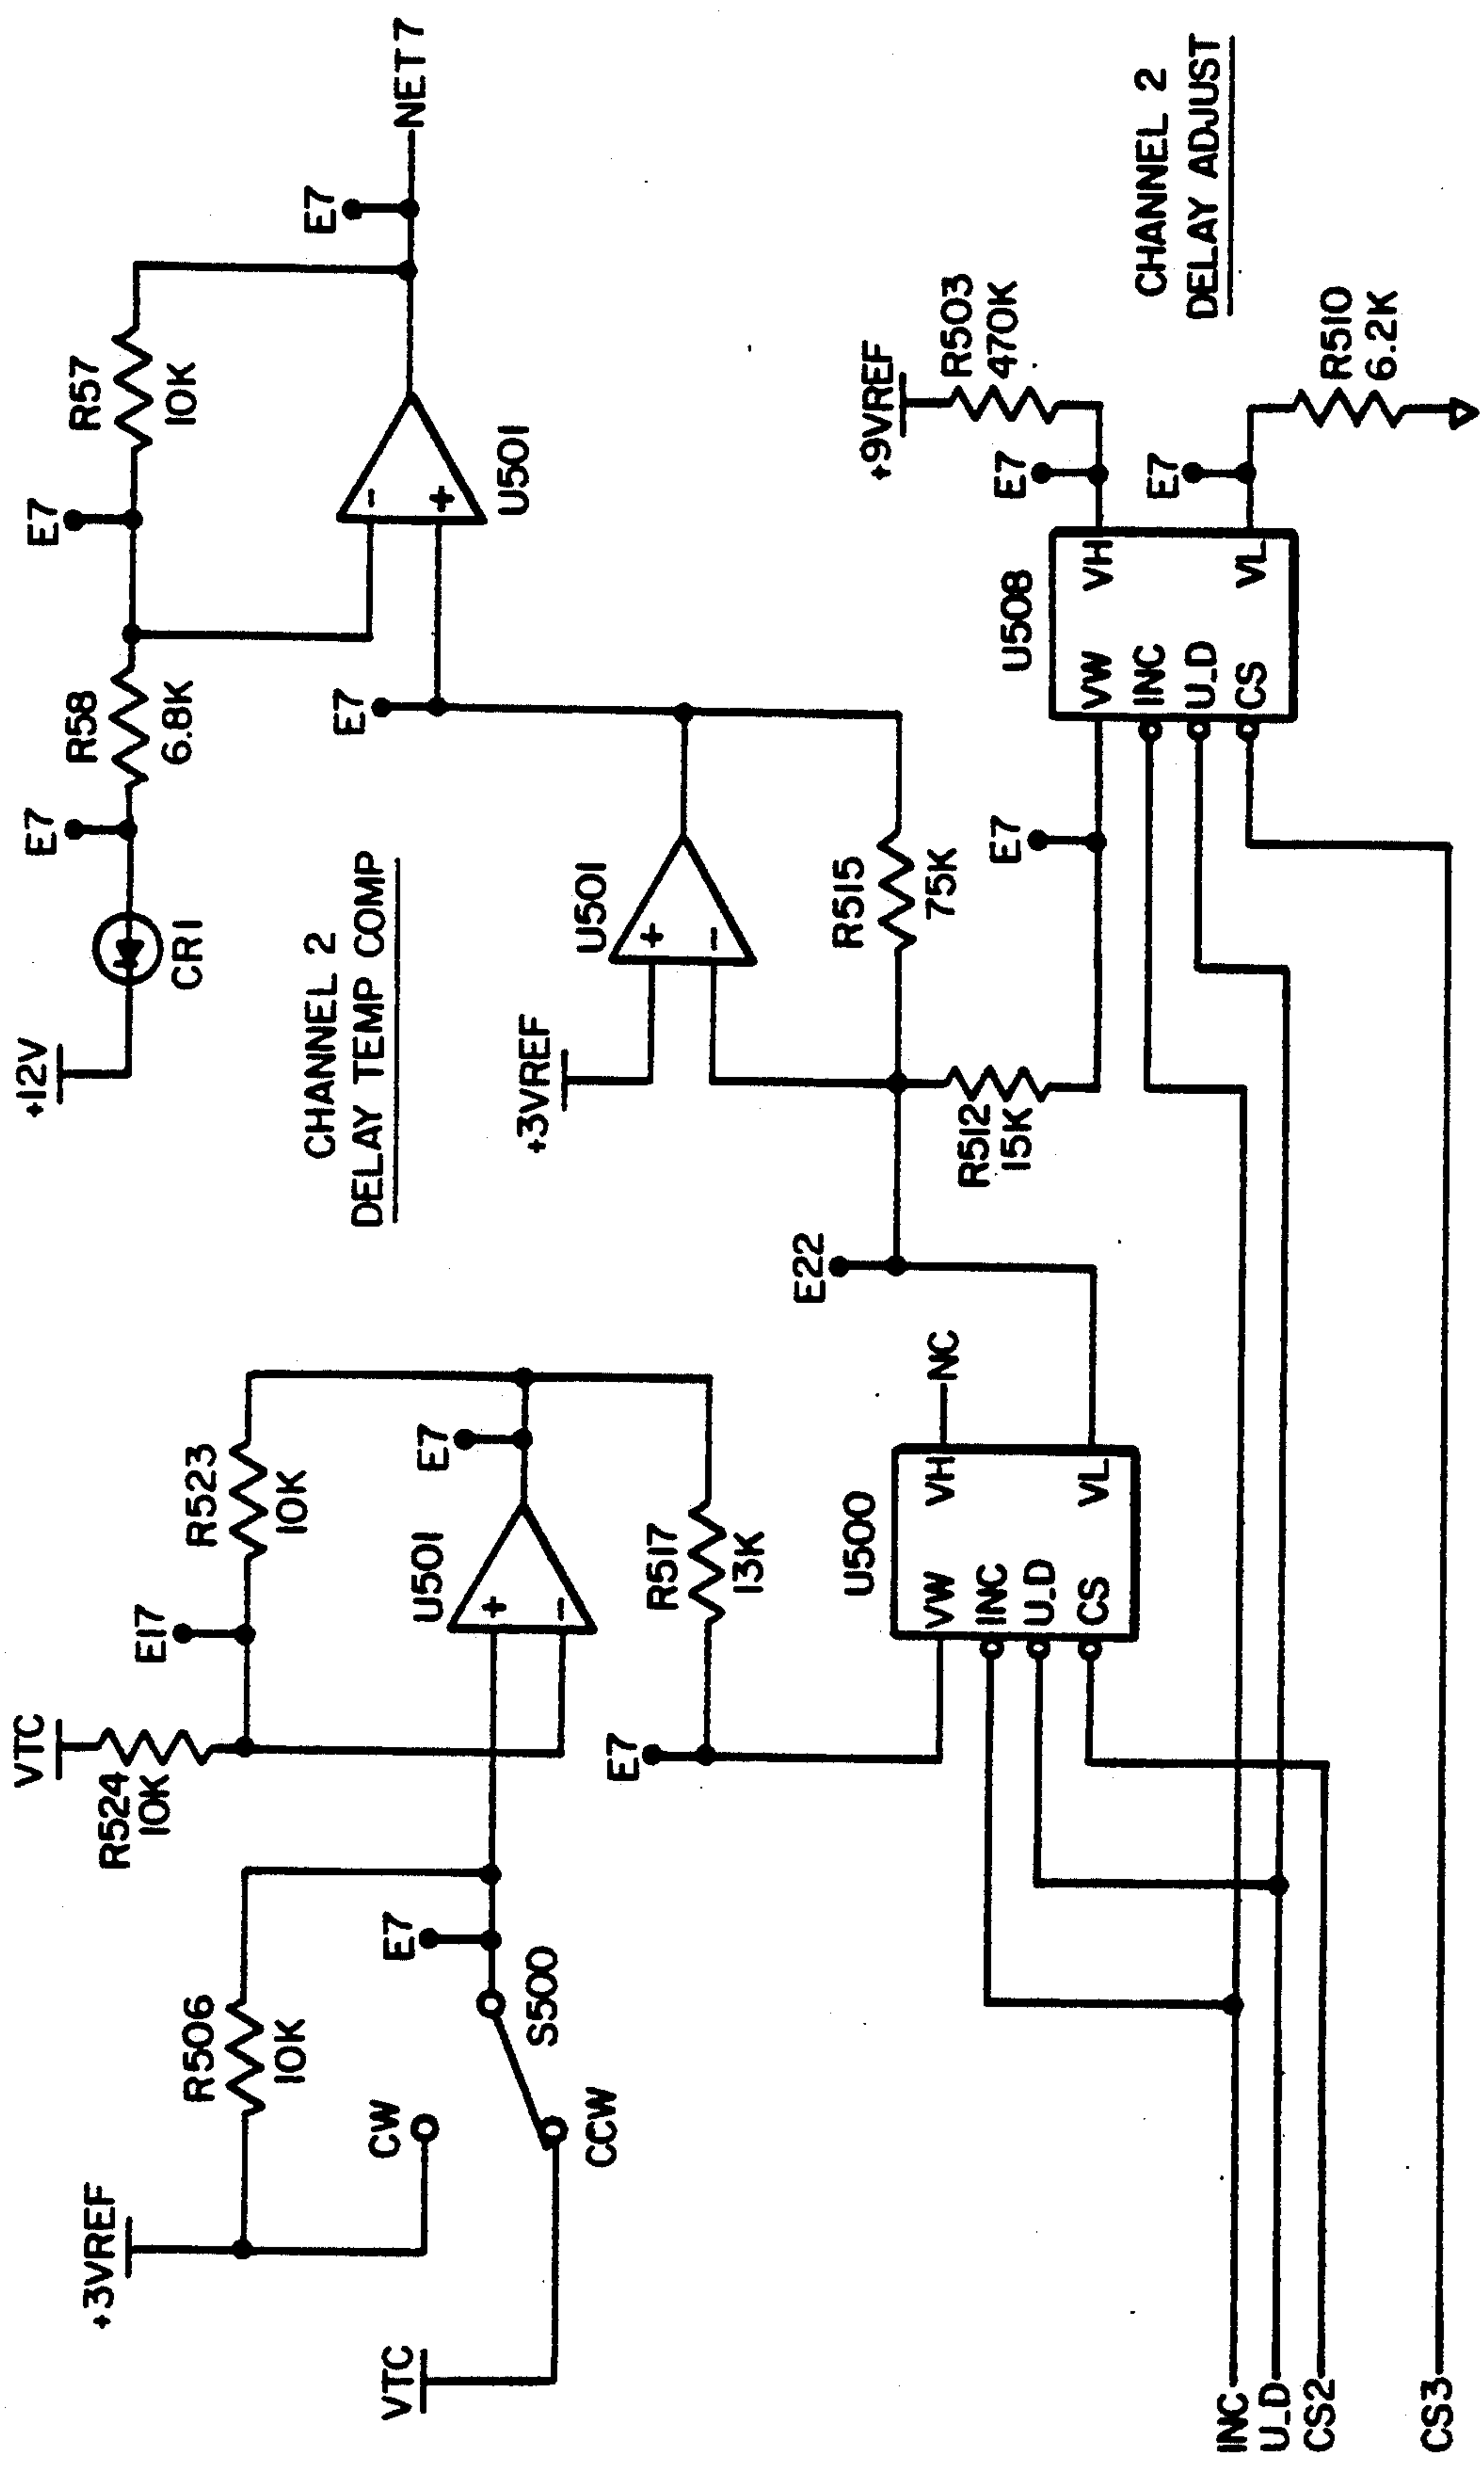 +3VREF
R506
10K
CW
VTC
CCW
S500
E7
VTC
R524
10K
E17
R523
10K
U501
+
-
E7
E7
R517
13K
U500
VW
VH
NC
INC
U_D
CS
VL
E22
+12V
CR1
E7
R58
6.8K
E7
R57
10K
CHANNEL 2
DELAY TEMP COMP
+3VREF
U501
+
-
E7
-
+
U501
E7
NET7
R515
75K
R512
15K
E7
U508
VW
VH
INC
U_D
CS
VL
E7
E7
+9VREF
R503
470K
R510
6.2K
CHANNEL 2
DELAY ADJUST
INC
U_D
CS2
CS3